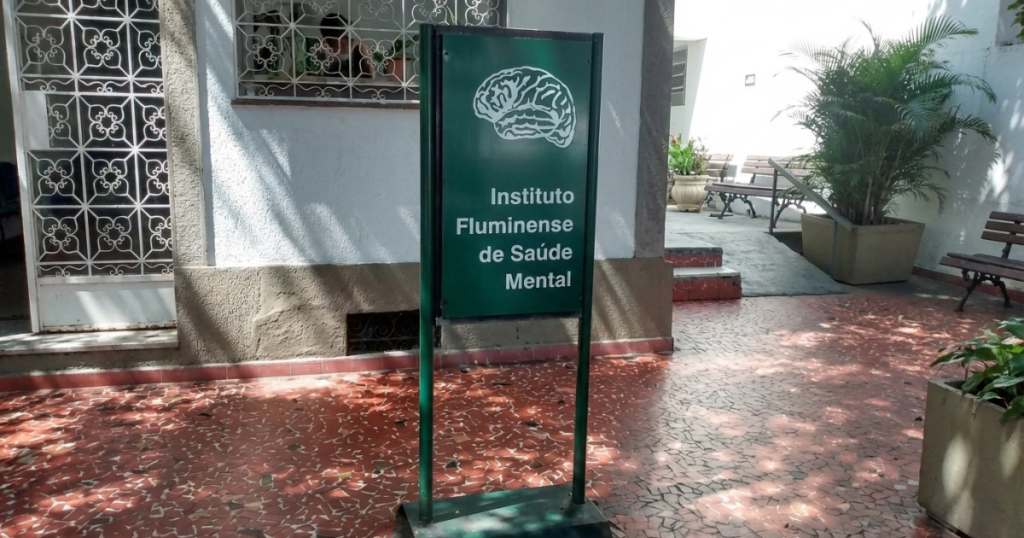 Instituto
Fluminense
de Saúde
Mental